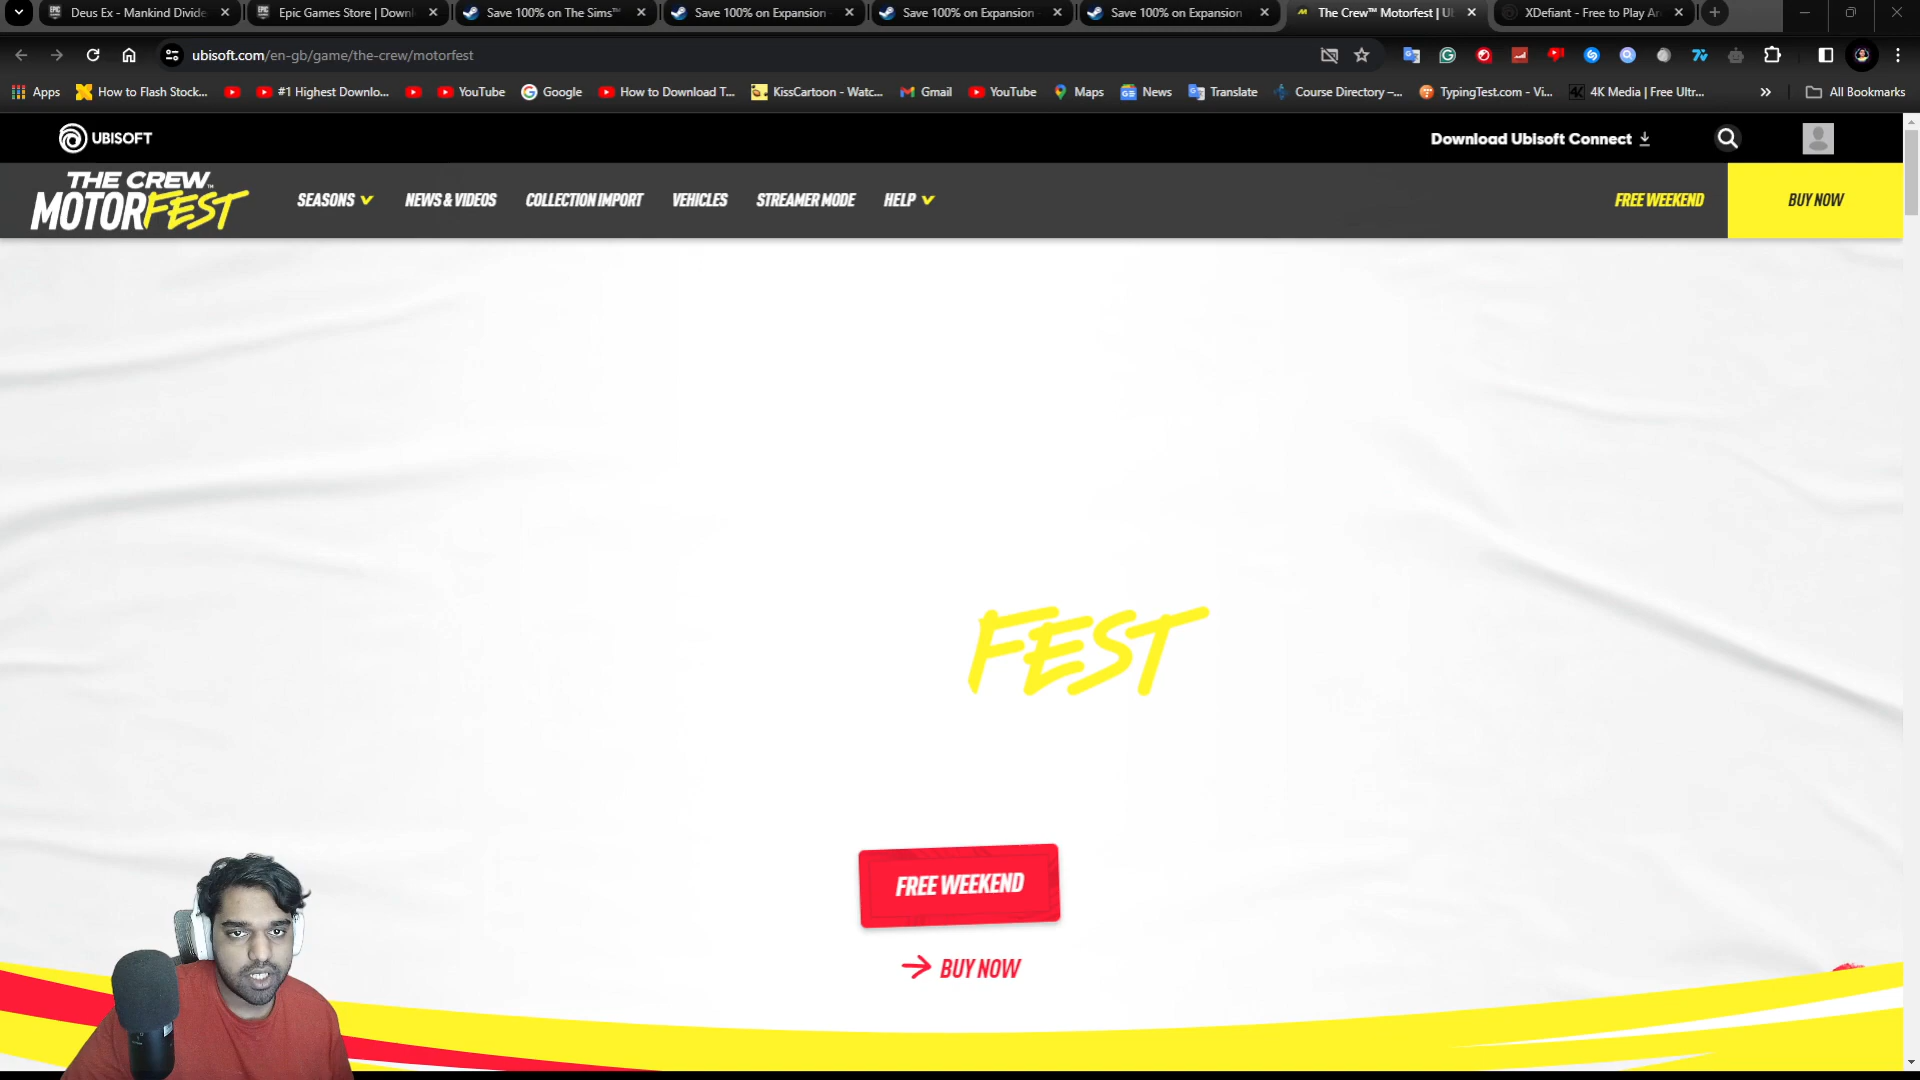 Deus Ex - Mankind Divide
Epic Games Store | Downl
Save 100% on The Sims™
Save 100% on Expansion
Save 100% on Expansion
Save 100% on Expansion
The Crew™ Motorfest | U
XDefiant - Free to Play Ar
ubisoft.com/en-gb/game/the-crew/motorfest
Apps
How to Flash Stock...
#1 Highest Downlo...
YouTube
Google
How to Download T...
KissCartoon - Watc...
Gmail
YouTube
Maps
News
Translate
Course Directory –...
TypingTest.com - Vi...
4K Media | Free Ultr...
All Bookmarks
UBISOFT
Download Ubisoft Connect
THE CREW™
MOTORFEST
SEASONS
NEWS & VIDEOS
COLLECTION IMPORT
VEHICLES
STREAMER MODE
HELP
FREE WEEKEND
BUY NOW
FEST
FREE WEEKEND
BUY NOW